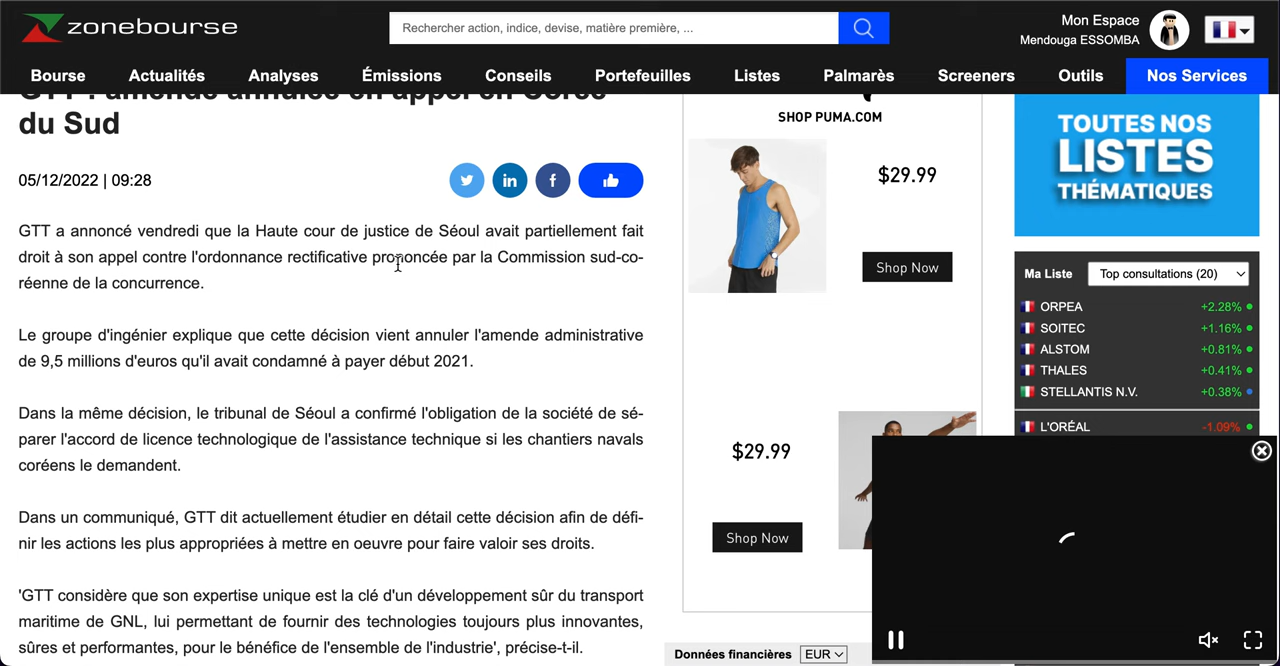 zonebourse
Rechercher action, indice, devise, matière première, ...
Mon Espace
Mendouga ESSOMBA
Bourse Actualités Analyses Émissions Conseils Portefeuilles Listes Palmarès Screeners Outils Nos Services
GTT : amende annulée en appel en Corée
du Sud
05/12/2022 | 09:28
in
f
GTT a annoncé vendredi que la Haute cour de justice de Séoul avait partiellement fait
droit à son appel contre l'ordonnance rectificative prononcée par la Commission sud-co-
réenne de la concurrence.
Le groupe d'ingénier explique que cette décision vient annuler l'amende administrative
de 9,5 millions d'euros qu'il avait condamné à payer début 2021.
Dans la même décision, le tribunal de Séoul a confirmé l'obligation de la société de sé-
parer l'accord de licence technologique de l'assistance technique si les chantiers navals
coréens le demandent.
Dans un communiqué, GTT dit actuellement étudier en détail cette décision afin de défi-
nir les actions les plus appropriées à mettre en oeuvre pour faire valoir ses droits.
'GTT considère que son expertise unique est la clé d'un développement sûr du transport
maritime de GNL, lui permettant de fournir des technologies toujours plus innovantes,
sûres et performantes, pour le bénéfice de l'ensemble de l'industrie', précise-t-il.
SHOP PUMA.COM
$29.99
Shop Now
$29.99
Shop Now
Données financières EUR
TOUTES NOS
LISTES
THÉMATIQUES
Ma Liste Top consultations (20)
ORPEA +2.28%
SOITEC +1.16%
ALSTOM +0.81%
THALES +0.41%
STELLANTIS N.V. +0.38%
L'ORÉAL -1.09%